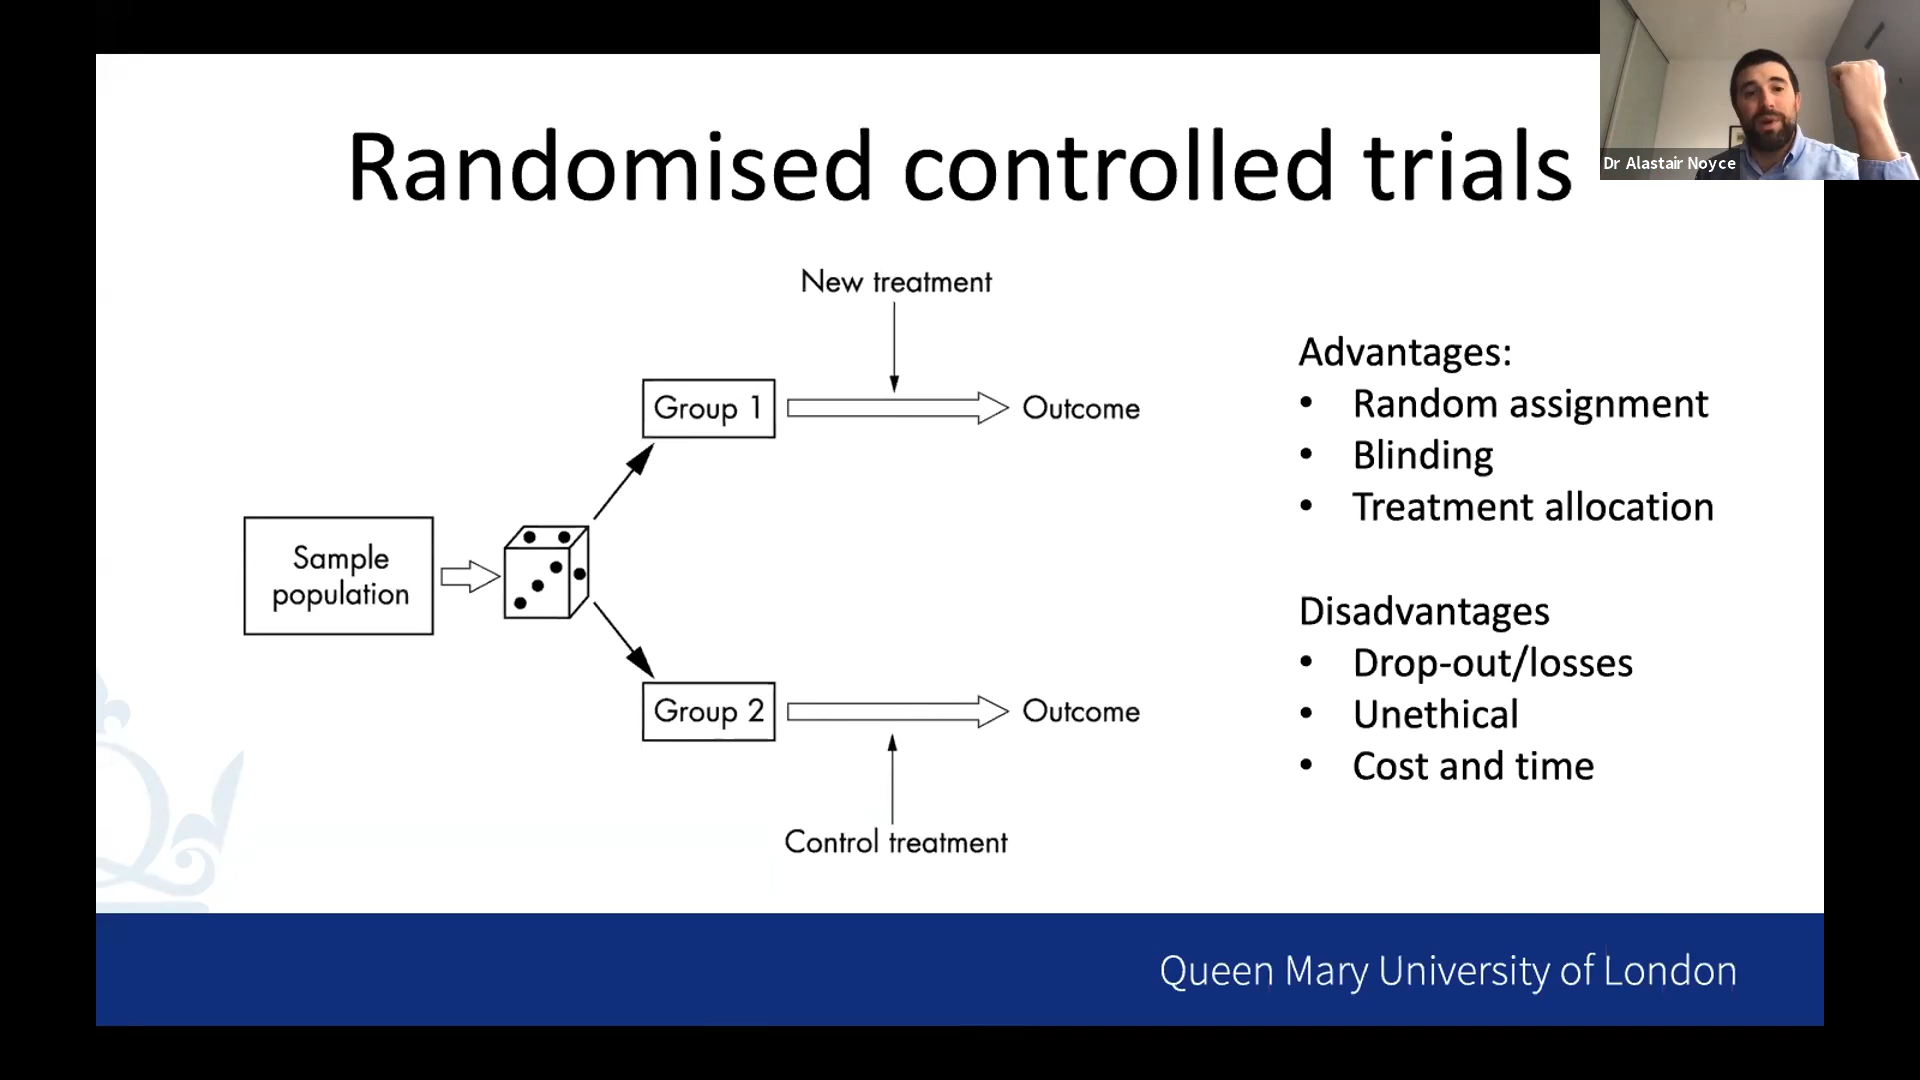 Dr Alastair Noyce
Randomised controlled trials
New treatment
Group 1
Outcome
Sample
population
Group 2
Outcome
Control treatment
Advantages:
• Random assignment
• Blinding
• Treatment allocation
Disadvantages
• Drop-out/losses
• Unethical
• Cost and time
Queen Mary University of London